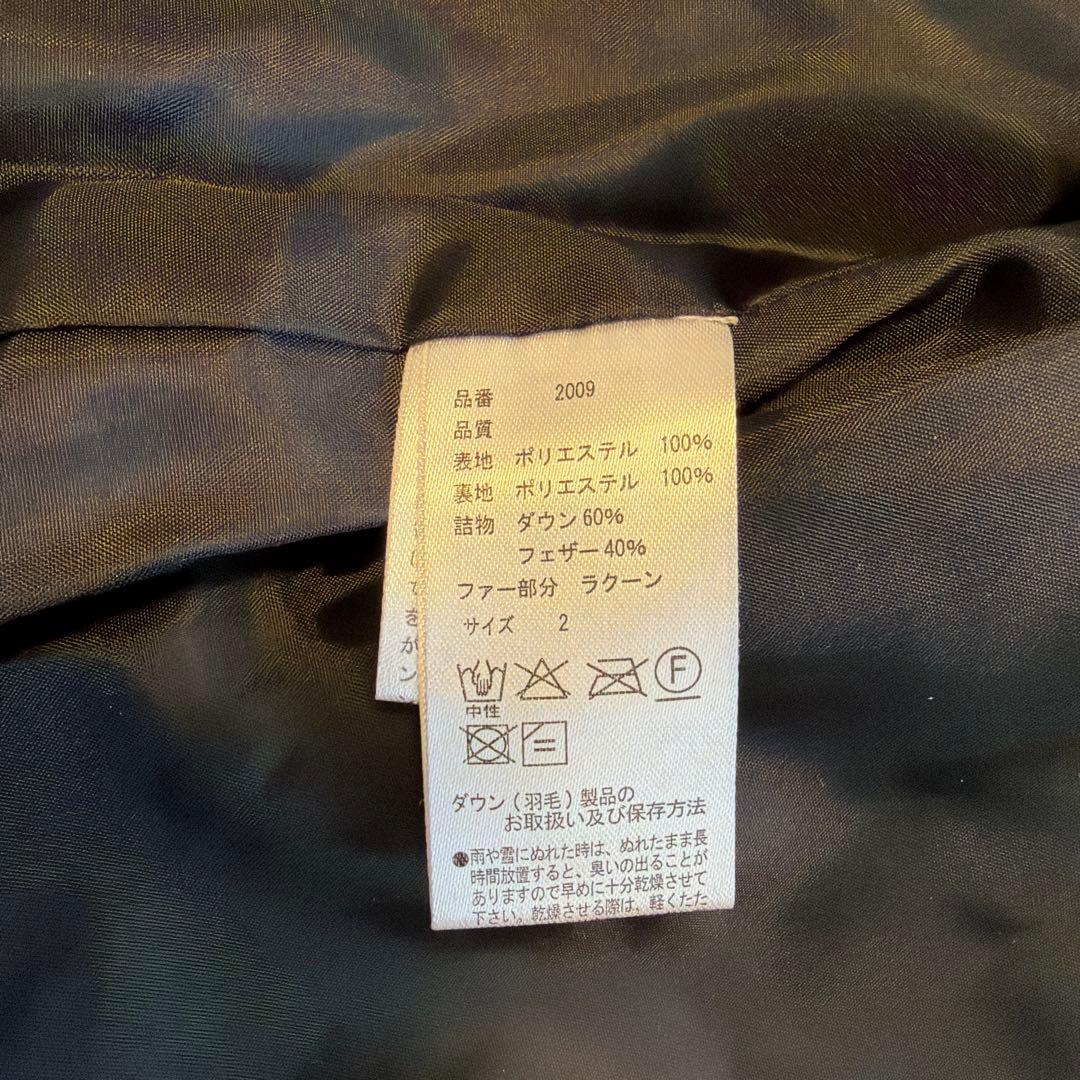 品番 2009
品質
表地 ポリエステル 100%
裏地 ポリエステル 100%
詰物 ダウン 60%
フェザー 40%
ファー部分 ラクーン
サイズ 2
F
中性
ダウン(羽毛)製品の
お取扱い及び保存方法
●雨や雪にぬれた時は、ぬれたまま長
時間放置すると、臭いの出ることが
ありますので早めに十分乾燥させて
下さい。乾燥させる際は、軽くたた
て
き
が
ン